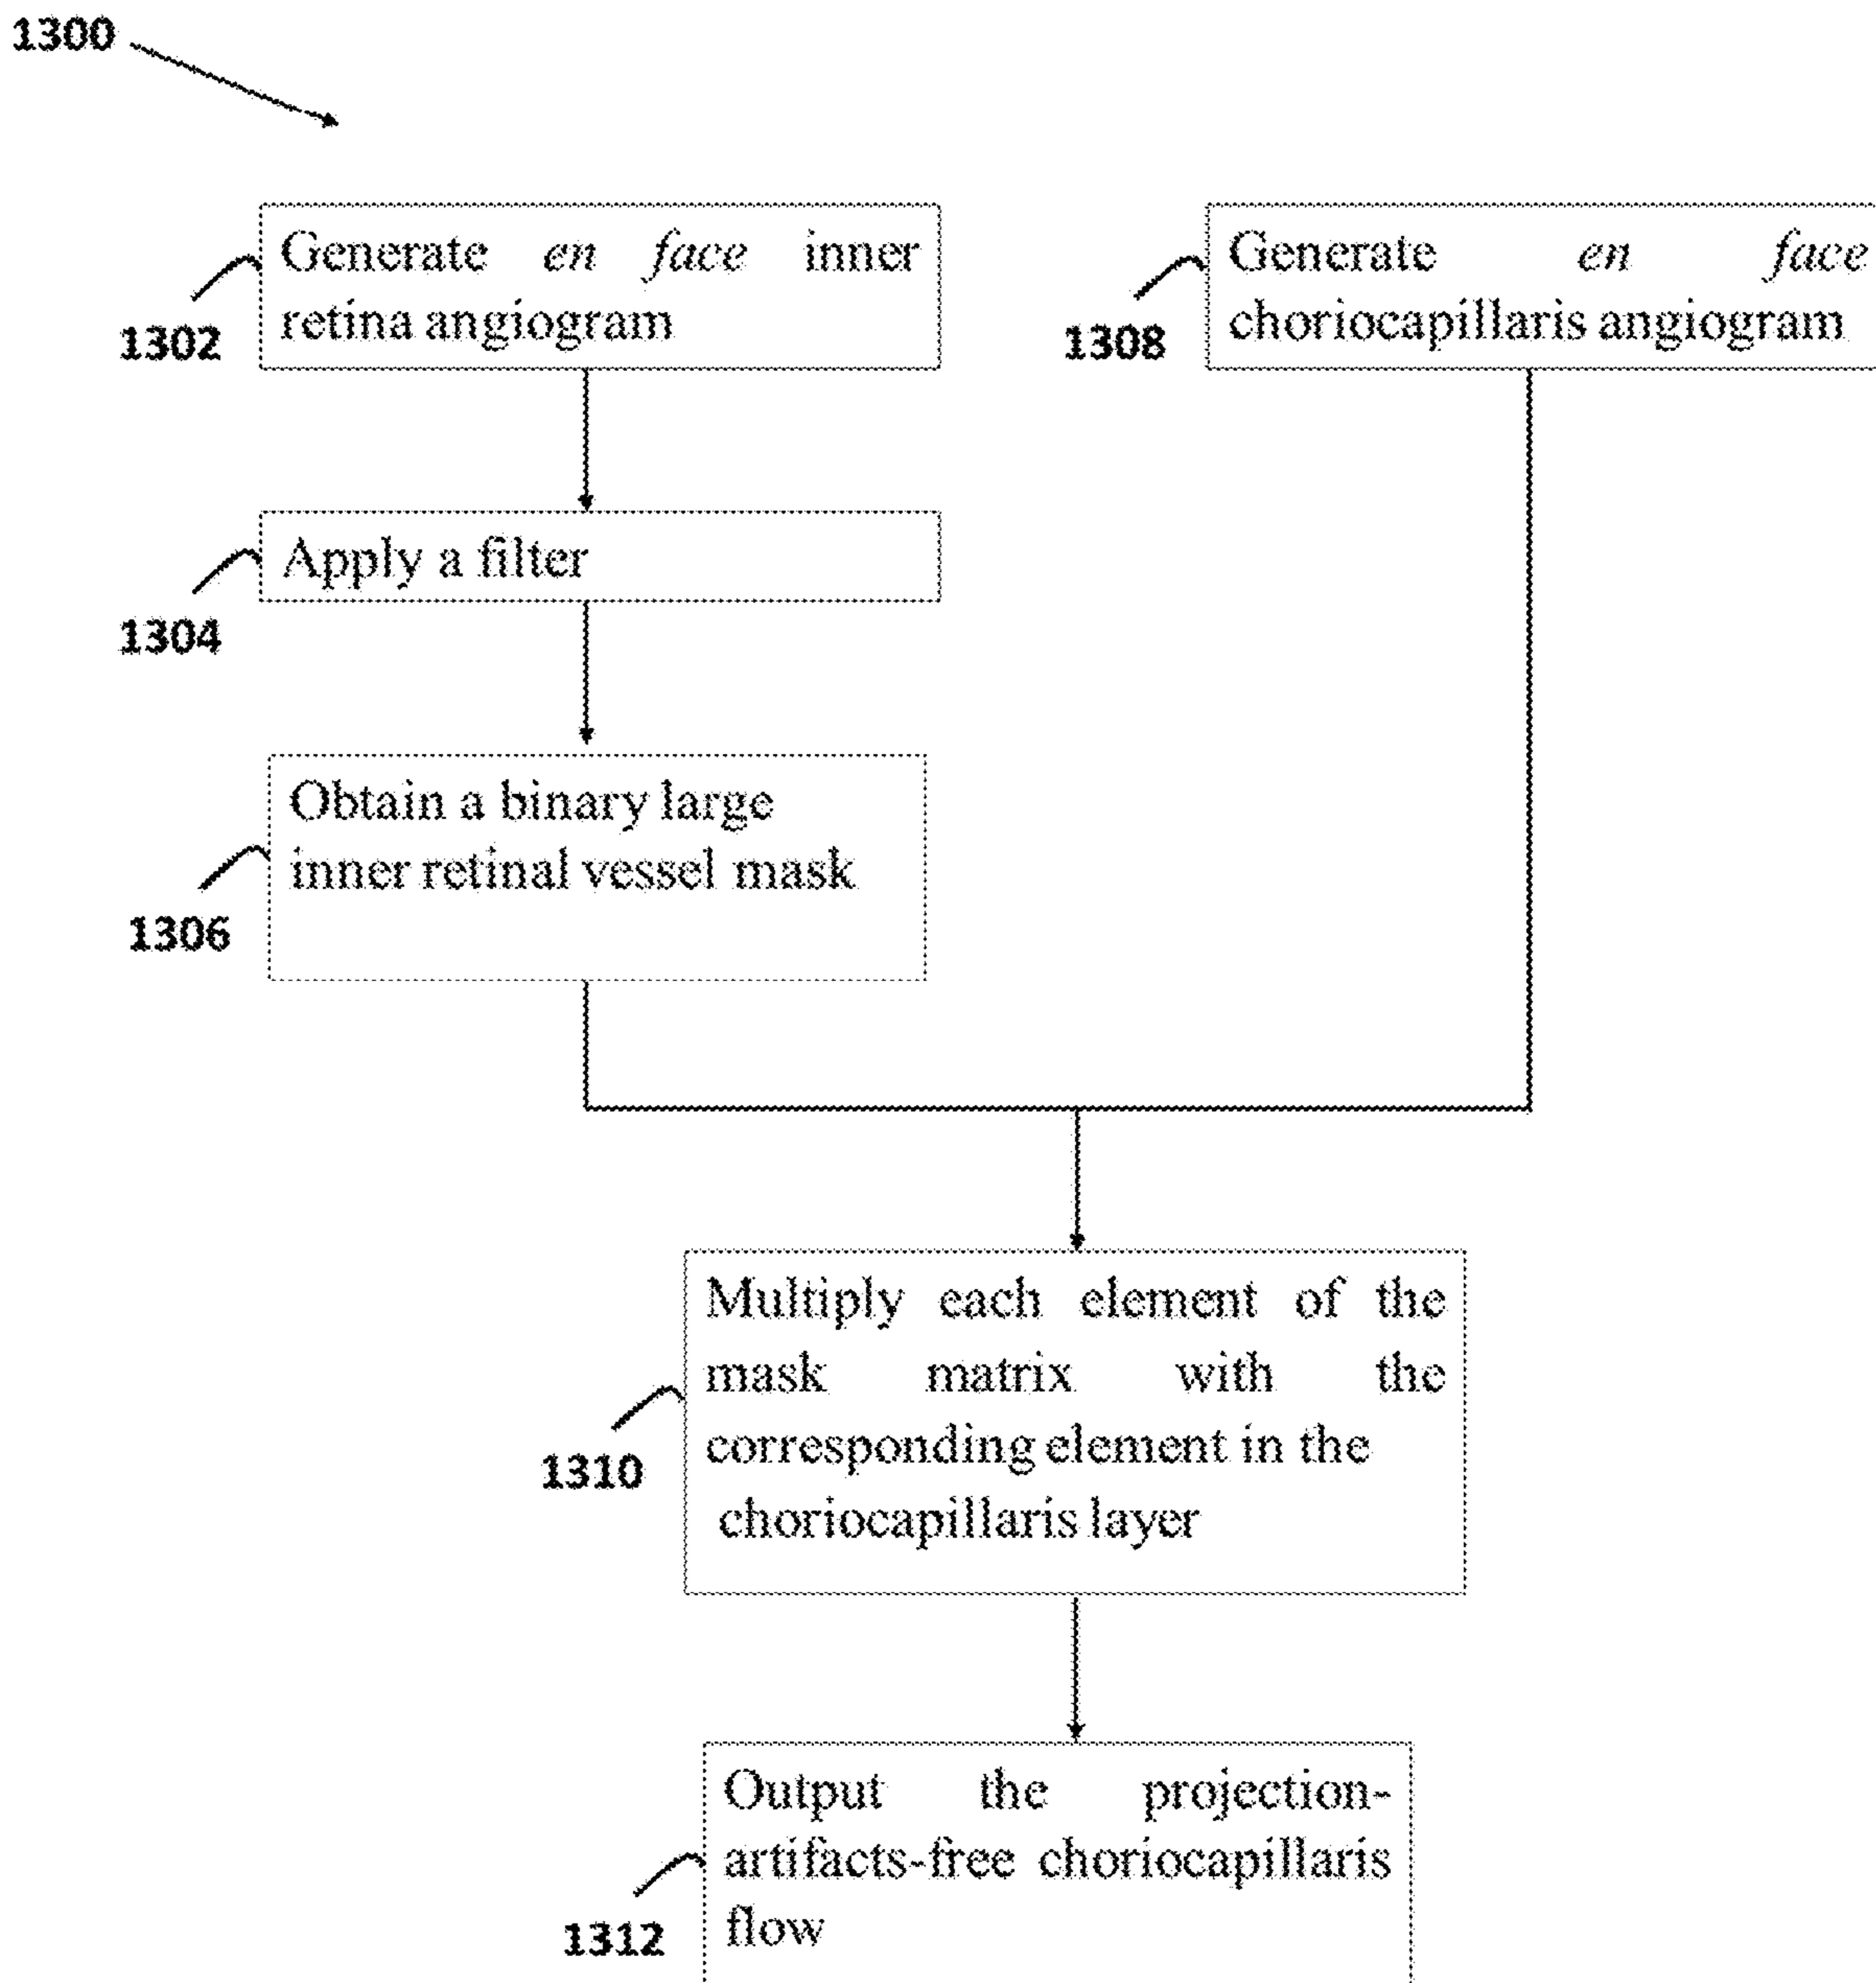 1300
Generate en face inner
retina angiogram
1302
Generate en face
choriocapillaris angiogram
1308
Apply a filter
1304
Obtain a binary large
inner retinal vessel mask
1306
Multiply each element of the
mask matrix with the
corresponding element in the
choriocapillaris layer
1310
Output the projection-
artifacts-free choriocapillaris
flow
1312